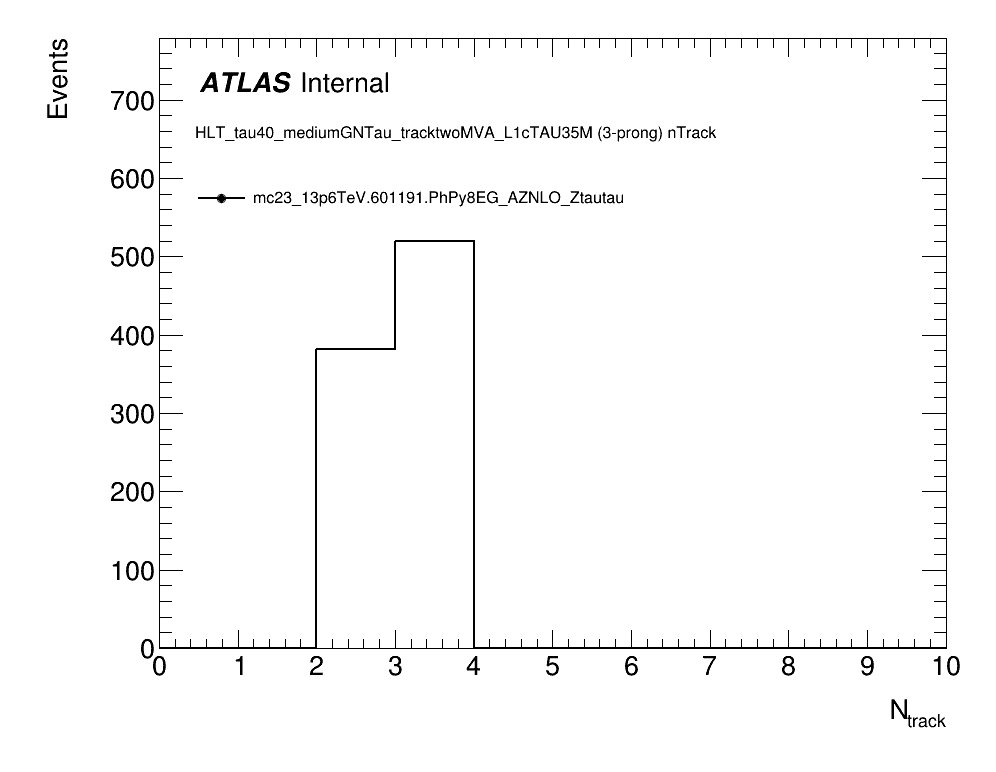 Events
ATLAS Internal
HLT_tau40_mediumGNTau_tracktwoMVA_L1cTAU35M (3-prong) nTrack
mc23_13p6TeV.601191.PhPy8EG_AZNLO_Ztautau
700
600
500
400
300
200
100
0
0 1 2 3 4 5 6 7 8 9 10
N_track